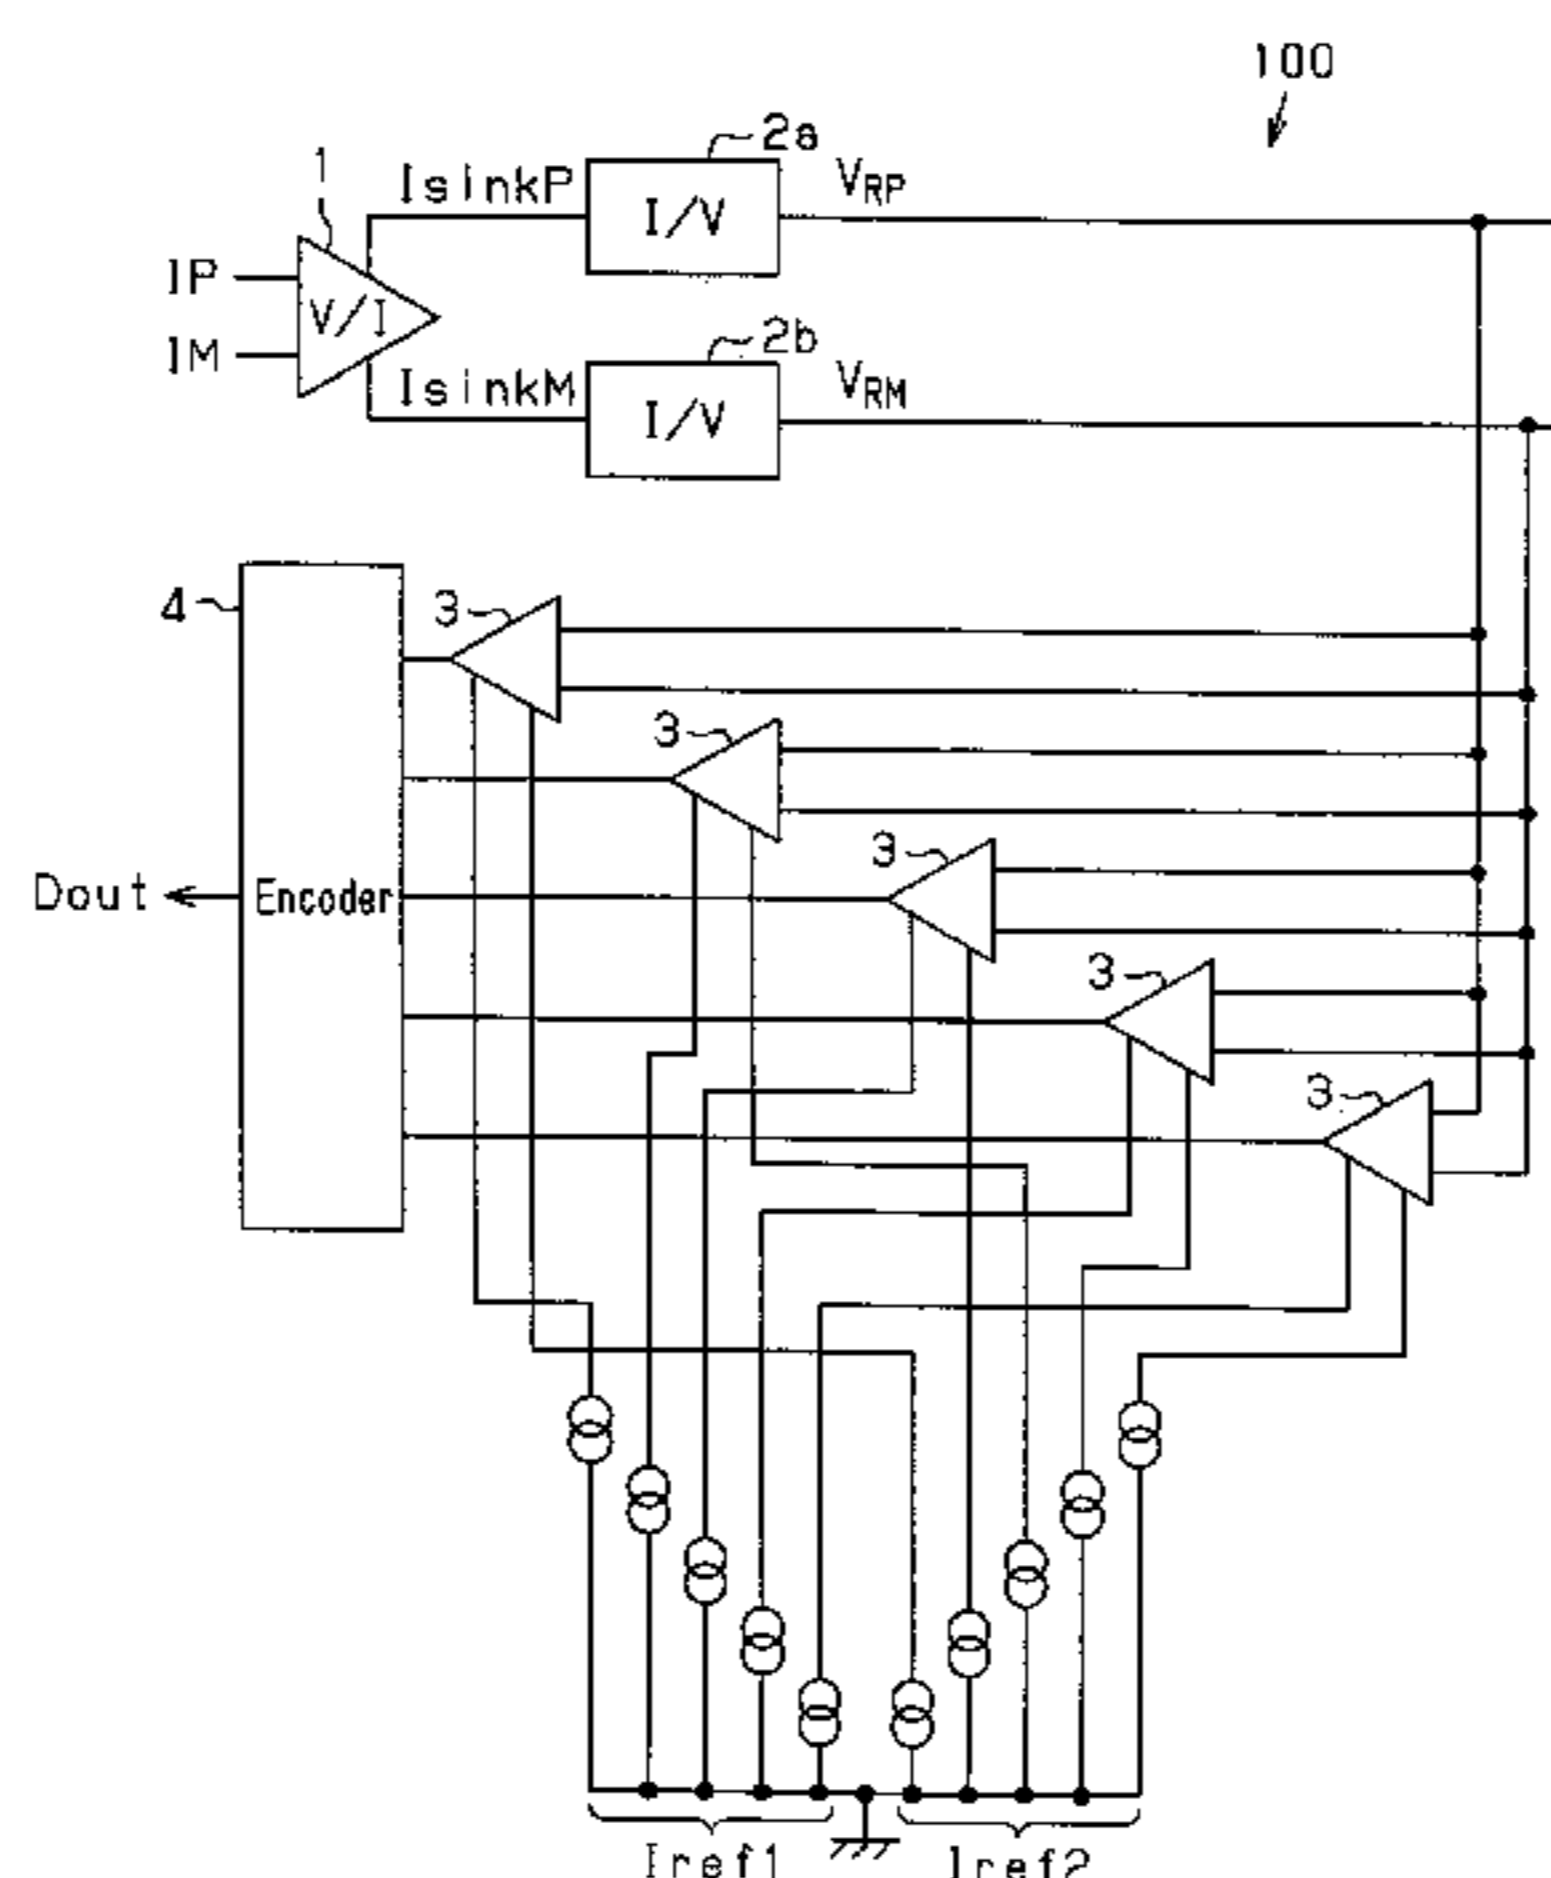 100
2a
1
IsinkP
I/V
VRP
IP
V/I
IM
2b
IsinkM
I/V
VRM
4
3
3
3
Dout
Encoder
3
3
Iref1
Iref2